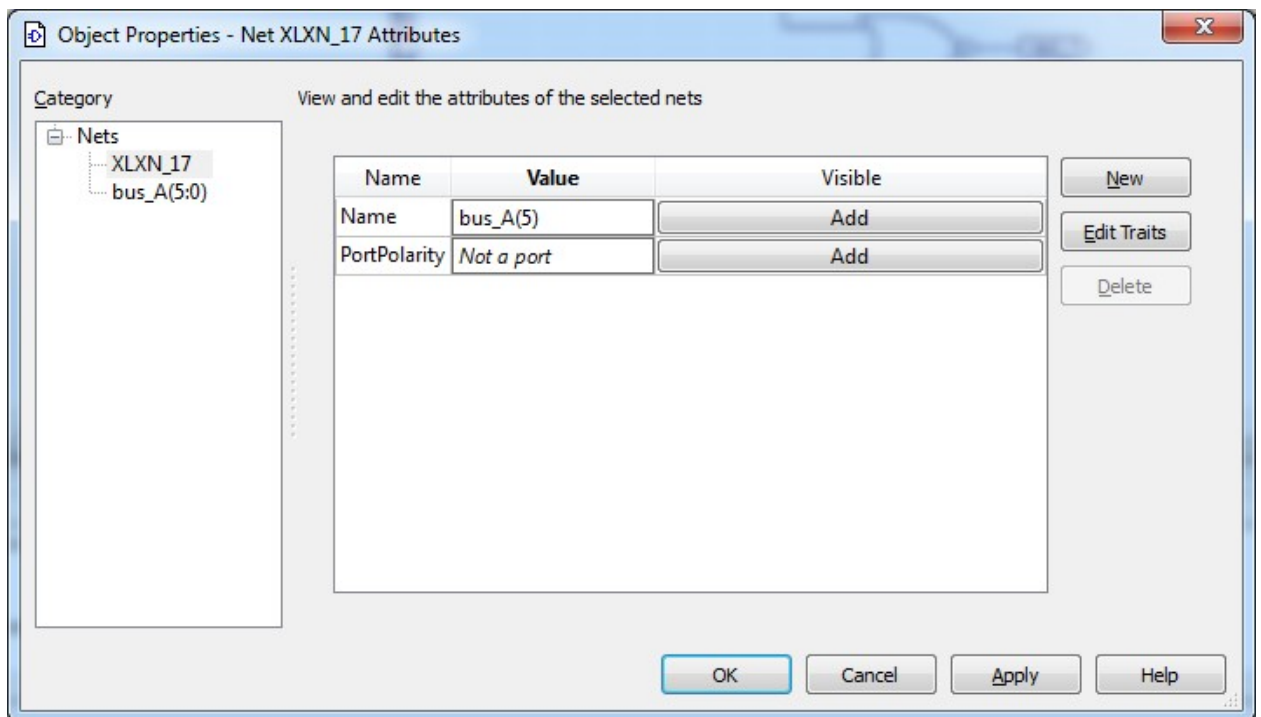 Object Properties - Net XLXN_17 Attributes
x
Category
View and edit the attributes of the selected nets
Nets
XLXN_17
bus_A(5:0)
Name Value Visible
Name bus_A(5) Add
PortPolarity Not a port Add
New
Edit Traits
Delete
OK Cancel Apply Help